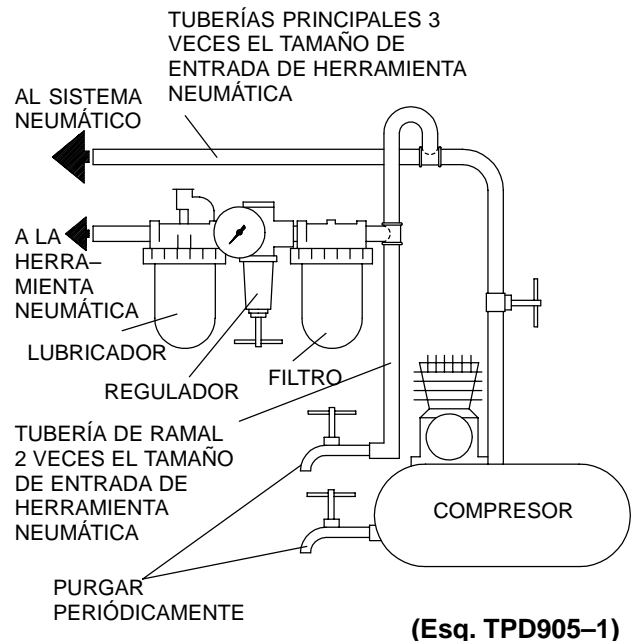 TUBERÍAS PRINCIPALES 3
VECES EL TAMAÑO DE
ENTRADA DE HERRAMIENTA
NEUMÁTICA
AL SISTEMA
NEUMÁTICO
A LA
HERRA–
MIENTA
NEUMÁTICA
LUBRICADOR
REGULADOR
FILTRO
TUBERÍA DE RAMAL
2 VECES EL TAMAÑO
DE ENTRADA DE
HERRAMIENTA
NEUMÁTICA
COMPRESOR
PURGAR
PERIÓDICAMENTE
(Esq. TPD905–1)